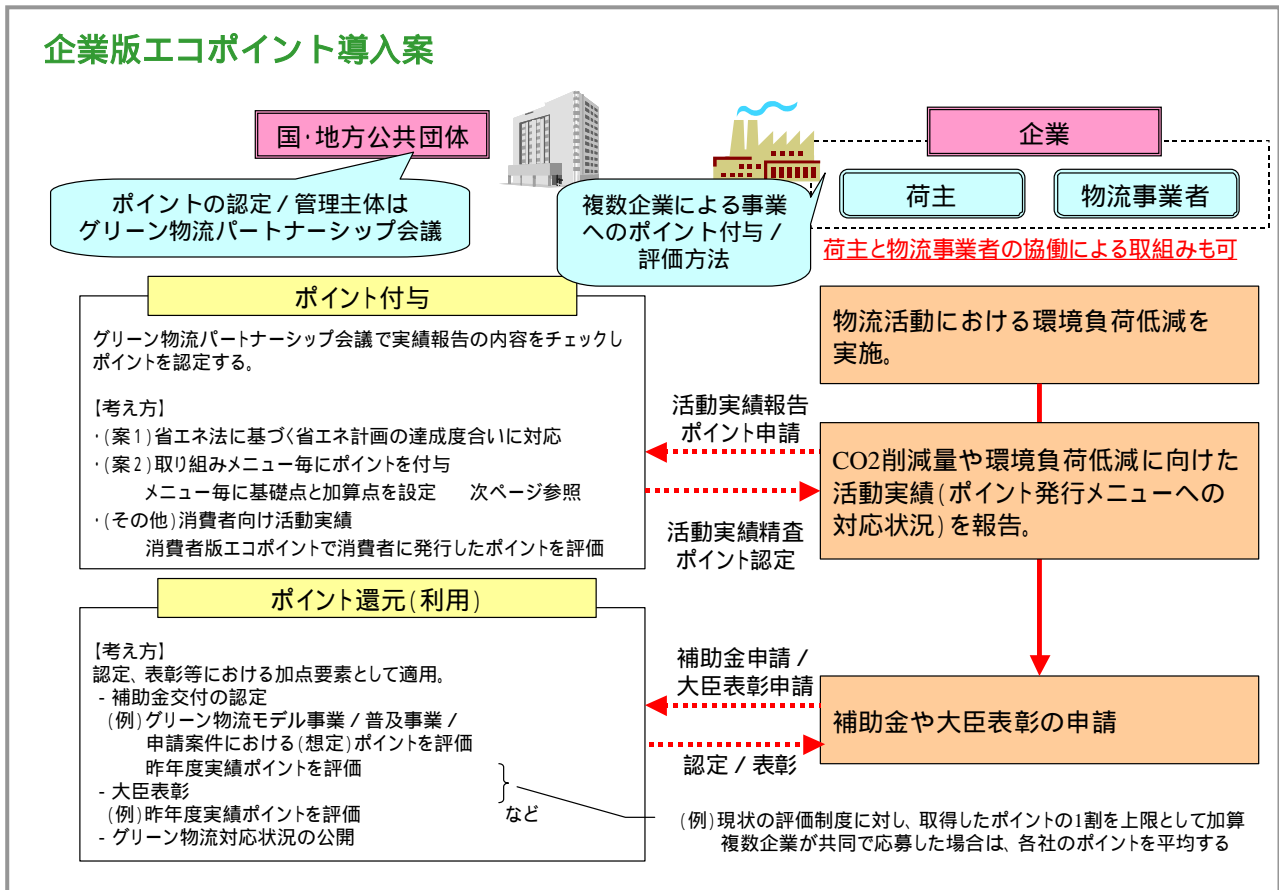 企業版エコポイント導入案
国・地方公共団体
企業
ポイントの認定 / 管理主体は
グリーン物流パートナーシップ会議
複数企業による事業
へのポイント付与 /
評価方法
荷主
物流事業者
荷主と物流事業者の協働による取組みも可
ポイント付与
グリーン物流パートナーシップ会議で実績報告の内容をチェックし
ポイントを認定する。
【考え方】
・(案1)省エネ法に基づく省エネ計画の達成度合いに対応
・(案2)取り組みメニュー毎にポイントを付与
メニュー毎に基礎点と加算点を設定　次ページ参照
・(その他)消費者向け活動実績
消費者版エコポイントで消費者に発行したポイントを評価
活動実績報告
ポイント申請
活動実績精査
ポイント認定
物流活動における環境負荷低減を
実施。
CO2削減量や環境負荷低減に向けた
活動実績(ポイント発行メニューへの
対応状況)を報告。
ポイント還元(利用)
【考え方】
認定、表彰等における加点要素として適用。
- 補助金交付の認定
(例)グリーン物流モデル事業 / 普及事業 /
申請案件における(想定)ポイントを評価
昨年度実績ポイントを評価
- 大臣表彰
(例)昨年度実績ポイントを評価
- グリーン物流対応状況の公開
など
補助金申請 /
大臣表彰申請
認定 / 表彰
補助金や大臣表彰の申請
(例)現状の評価制度に対し、取得したポイントの1割を上限として加算
複数企業が共同で応募した場合は、各社のポイントを平均する